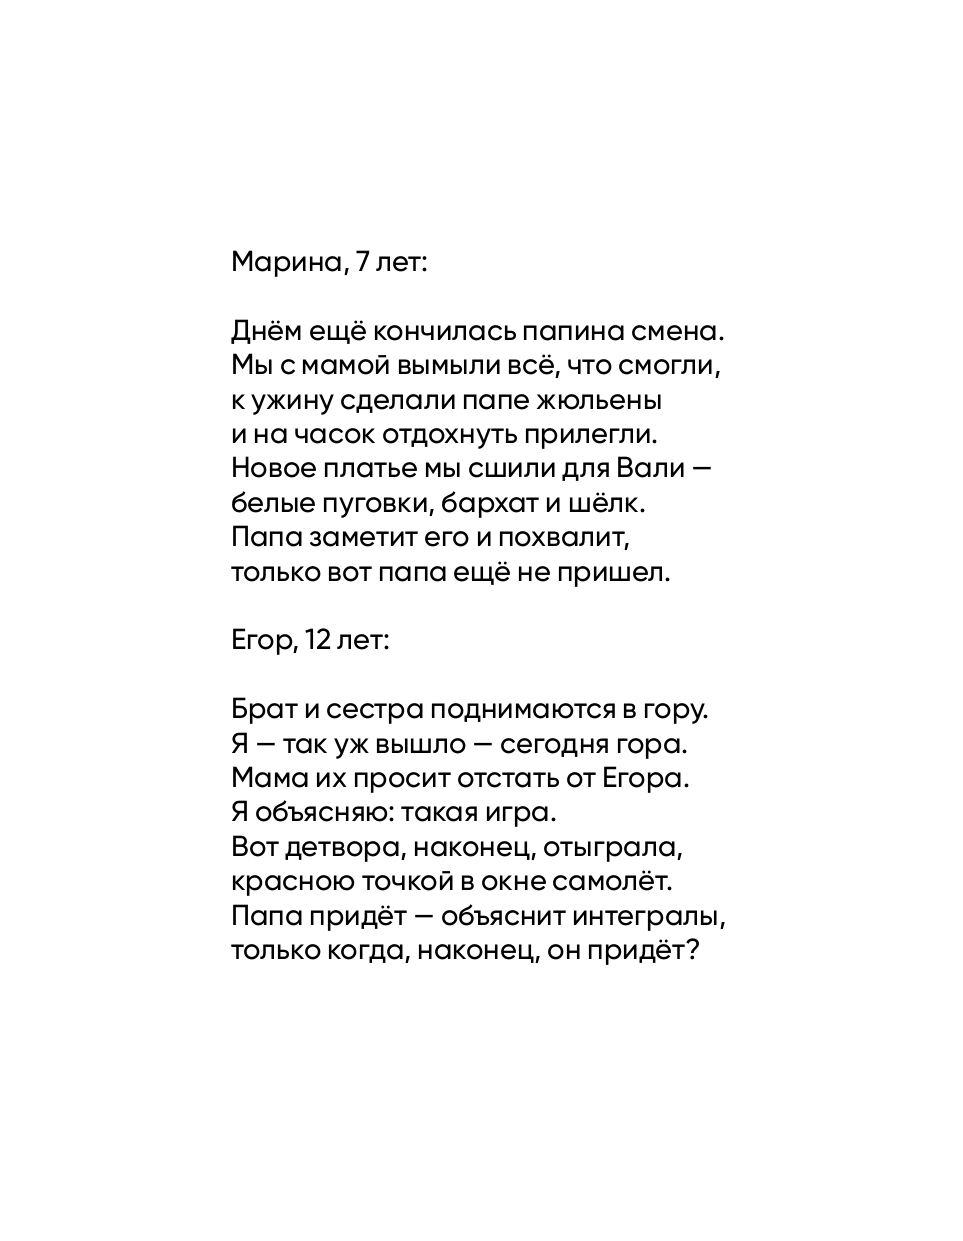 Марина, 7 лет:
Днём ещё кончилась папина смена.
Мы с мамой вымыли всё, что смогли,
к ужину сделали папе жюльены
и на часок отдохнуть прилегли.
Новое платье мы сшили для Вали —
белые пуговки, бархат и шёлк.
Папа заметит его и похвалит,
только вот папа ещё не пришел.
Егор, 12 лет:
Брат и сестра поднимаются в гору.
Я — так уж вышло — сегодня гора.
Мама их просит отстать от Егора.
Я объясняю: такая игра.
Вот детвора, наконец, отыграла,
красною точкой в окне самолёт.
Папа придёт — объяснит интегралы,
только когда, наконец, он придёт?